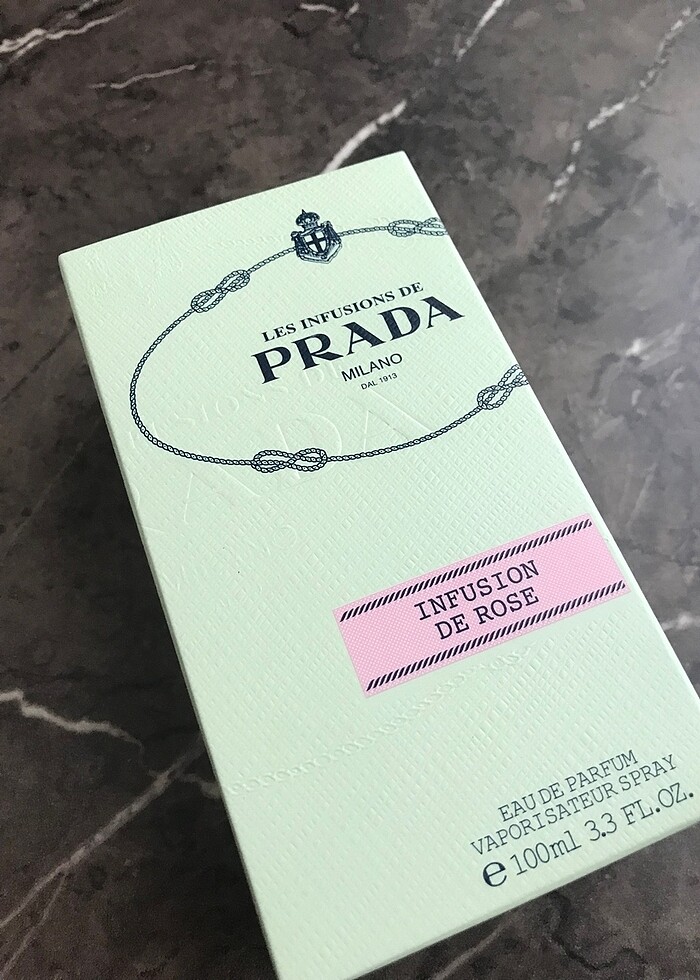 LES INFUSIONS DE
PRADA
MILANO
DAL 1913
INFUSION
DE ROSE
EAU DE PARFUM
VAPORISATEUR SPRAY
e 100ml 3.3 FL.OZ.